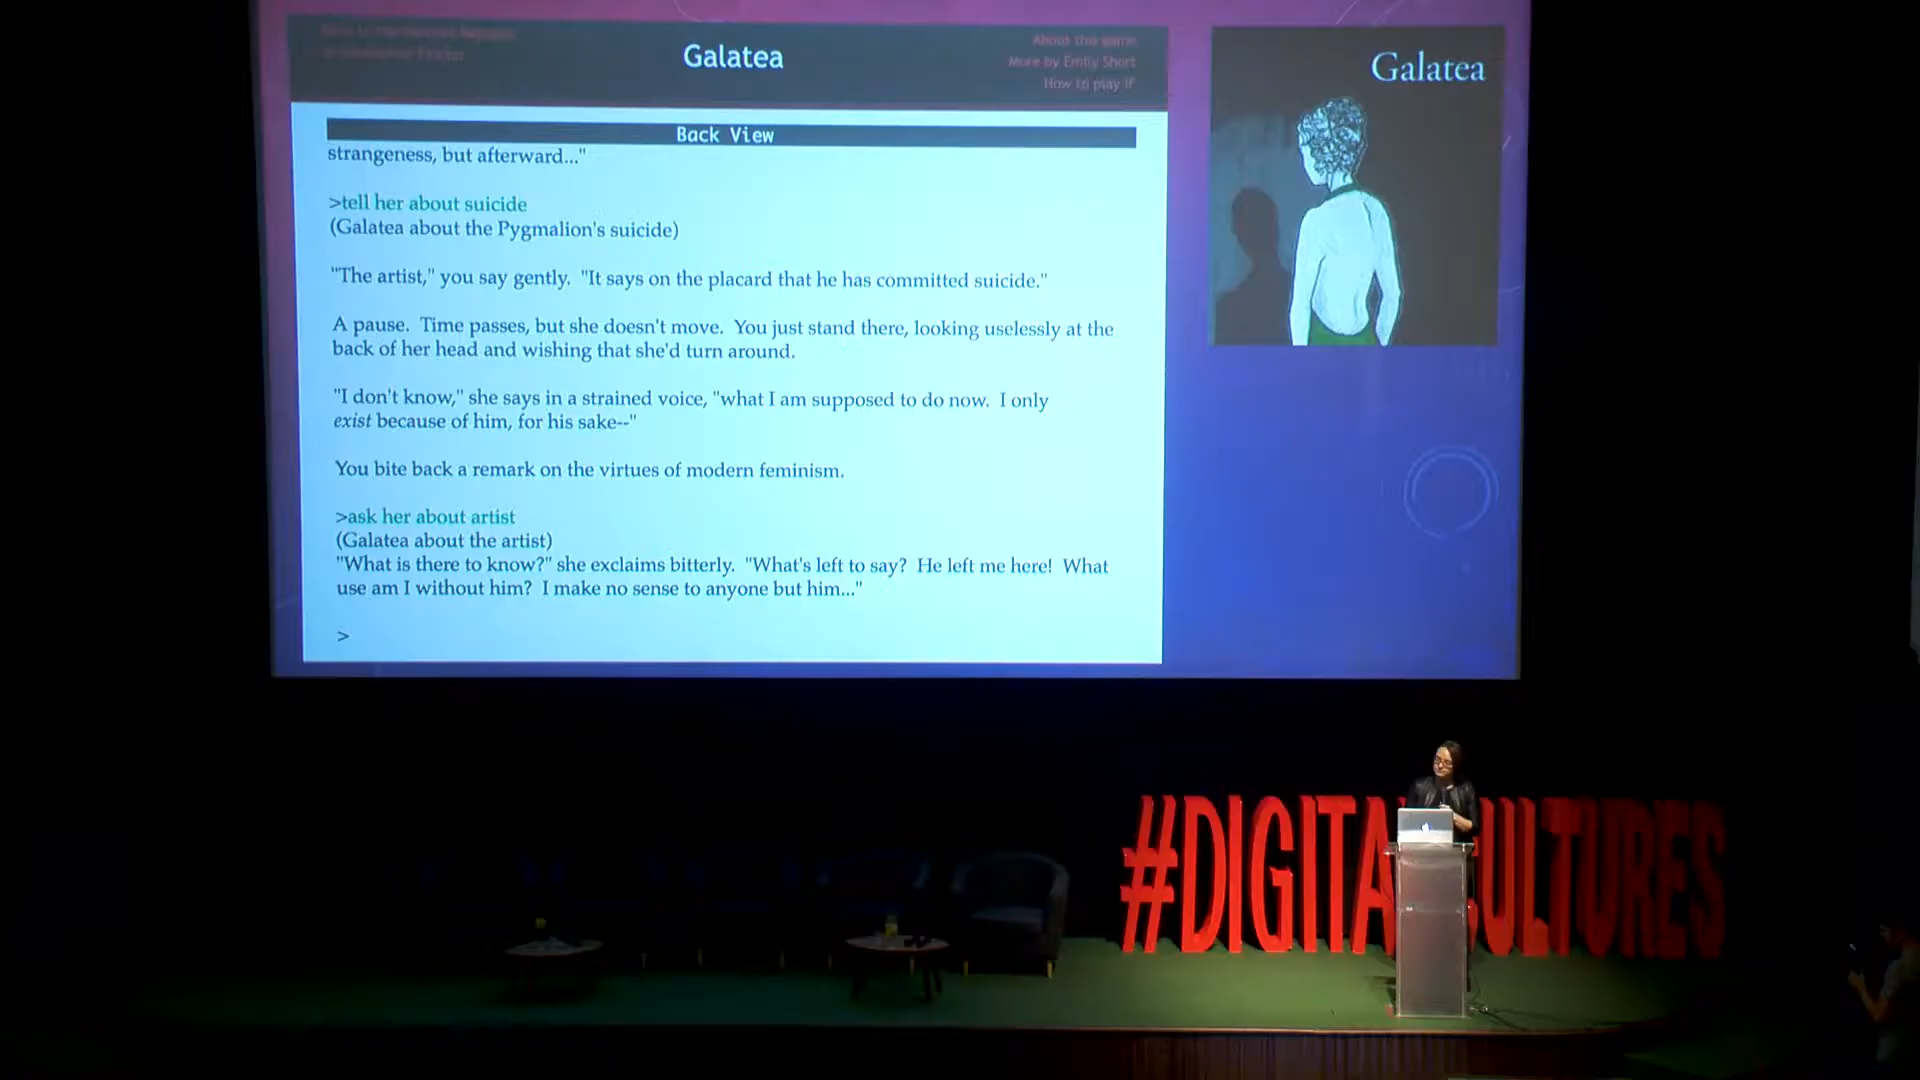 Galatea
About this game
More by Emily Short
How to play IF
Back View
strangeness, but afterward..."
>tell her about suicide
(Galatea about the Pygmalion's suicide)
"The artist," you say gently. "It says on the placard that he has committed suicide."
A pause. Time passes, but she doesn't move. You just stand there, looking uselessly at the
back of her head and wishing that she'd turn around.
"I don't know," she says in a strained voice, "what I am supposed to do now. I only
exist because of him, for his sake--"
You bite back a remark on the virtues of modern feminism.
>ask her about artist
(Galatea about the artist)
"What is there to know?" she exclaims bitterly. "What's left to say? He left me here! What
use am I without him? I make no sense to anyone but him..."
>
Galatea
#DIGITA ULTURES